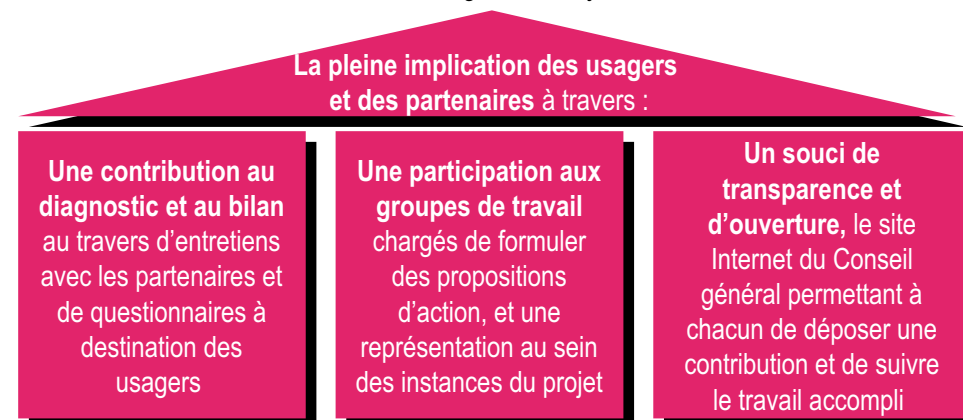 La pleine implication des usagers
et des partenaires à travers :
Une contribution au
diagnostic et au bilan
au travers d'entretiens
avec les partenaires et
de questionnaires à
destination des
usagers
Une participation aux
groupes de travail
chargés de formuler
des propositions
d'action, et une
représentation au sein
des instances du projet
Un souci de
transparence et
d'ouverture, le site
Internet du Conseil
général permettant à
chacun de déposer une
contribution et de suivre
le travail accompli